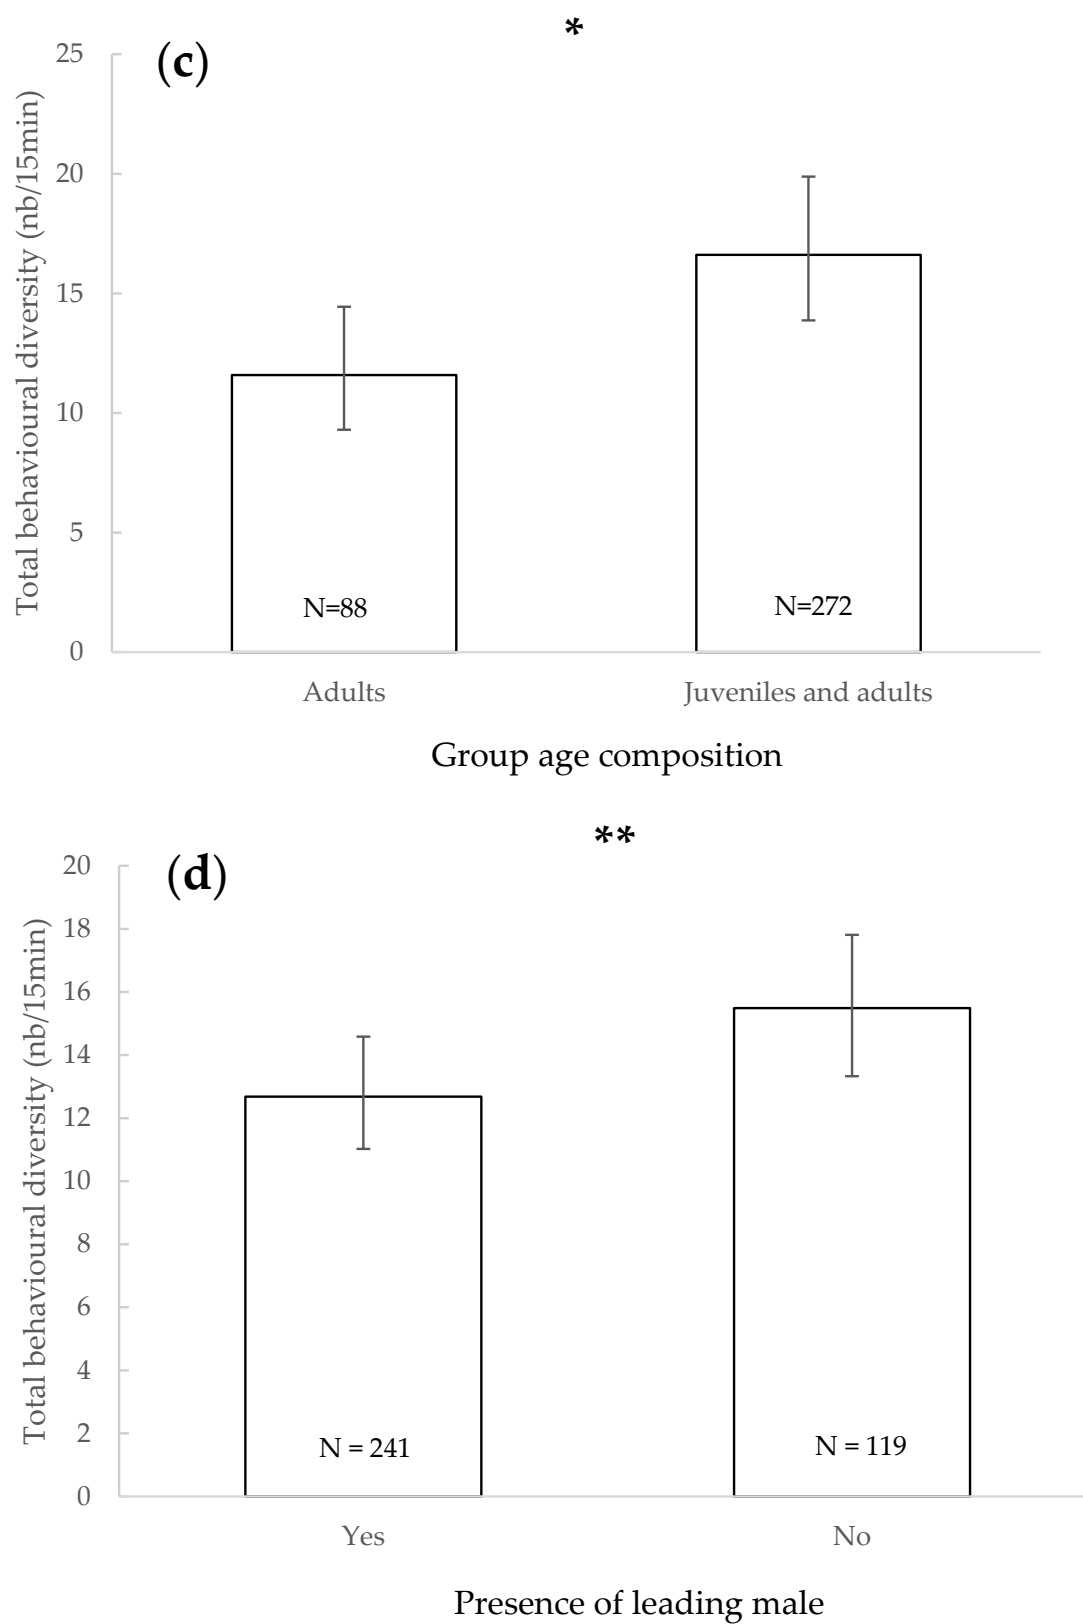 *
(c)
25
20
15
10
5
0
Total behavioural diversity (nb/15min)
N=88
N=272
Adults
Juveniles and adults
Group age composition
**
(d)
20
18
16
14
12
10
8
6
4
2
0
Total behavioural diversity (nb/15min)
N = 241
N = 119
Yes
No
Presence of leading male